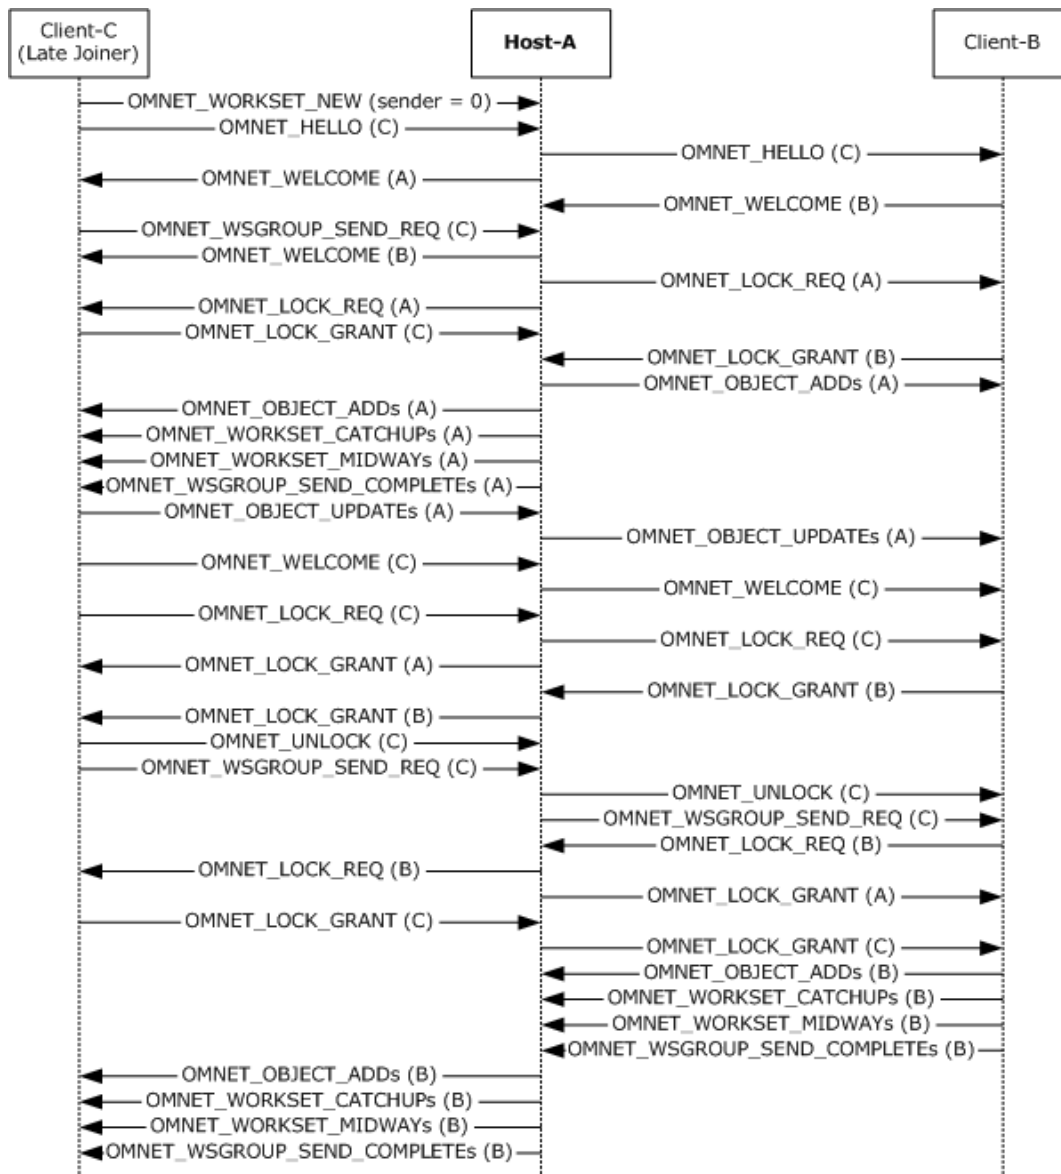 Client-C
(Late Joiner)
Host-A
Client-B
OMNET_WORKSET_NEW (sender = 0)
OMNET_HELLO (C)
OMNET_HELLO (C)
OMNET_WELCOME (A)
OMNET_WELCOME (B)
OMNET_WSGROUP_SEND_REQ (C)
OMNET_WELCOME (B)
OMNET_LOCK_REQ (A)
OMNET_LOCK_REQ (A)
OMNET_LOCK_GRANT (C)
OMNET_LOCK_GRANT (B)
OMNET_OBJECT_ADDs (A)
OMNET_OBJECT_ADDs (A)
OMNET_WORKSET_CATCHUPs (A)
OMNET_WORKSET_MIDWAYs (A)
OMNET_WSGROUP_SEND_COMPLETEs (A)
OMNET_OBJECT_UPDATEs (A)
OMNET_OBJECT_UPDATEs (A)
OMNET_WELCOME (C)
OMNET_WELCOME (C)
OMNET_LOCK_REQ (C)
OMNET_LOCK_REQ (C)
OMNET_LOCK_GRANT (A)
OMNET_LOCK_GRANT (B)
OMNET_LOCK_GRANT (B)
OMNET_UNLOCK (C)
OMNET_WSGROUP_SEND_REQ (C)
OMNET_UNLOCK (C)
OMNET_WSGROUP_SEND_REQ (C)
OMNET_LOCK_REQ (B)
OMNET_LOCK_REQ (B)
OMNET_LOCK_GRANT (A)
OMNET_LOCK_GRANT (C)
OMNET_LOCK_GRANT (C)
OMNET_OBJECT_ADDs (B)
OMNET_WORKSET_CATCHUPs (B)
OMNET_WORKSET_MIDWAYs (B)
OMNET_WSGROUP_SEND_COMPLETEs (B)
OMNET_OBJECT_ADDs (B)
OMNET_WORKSET_CATCHUPs (B)
OMNET_WORKSET_MIDWAYs (B)
OMNET_WSGROUP_SEND_COMPLETEs (B)